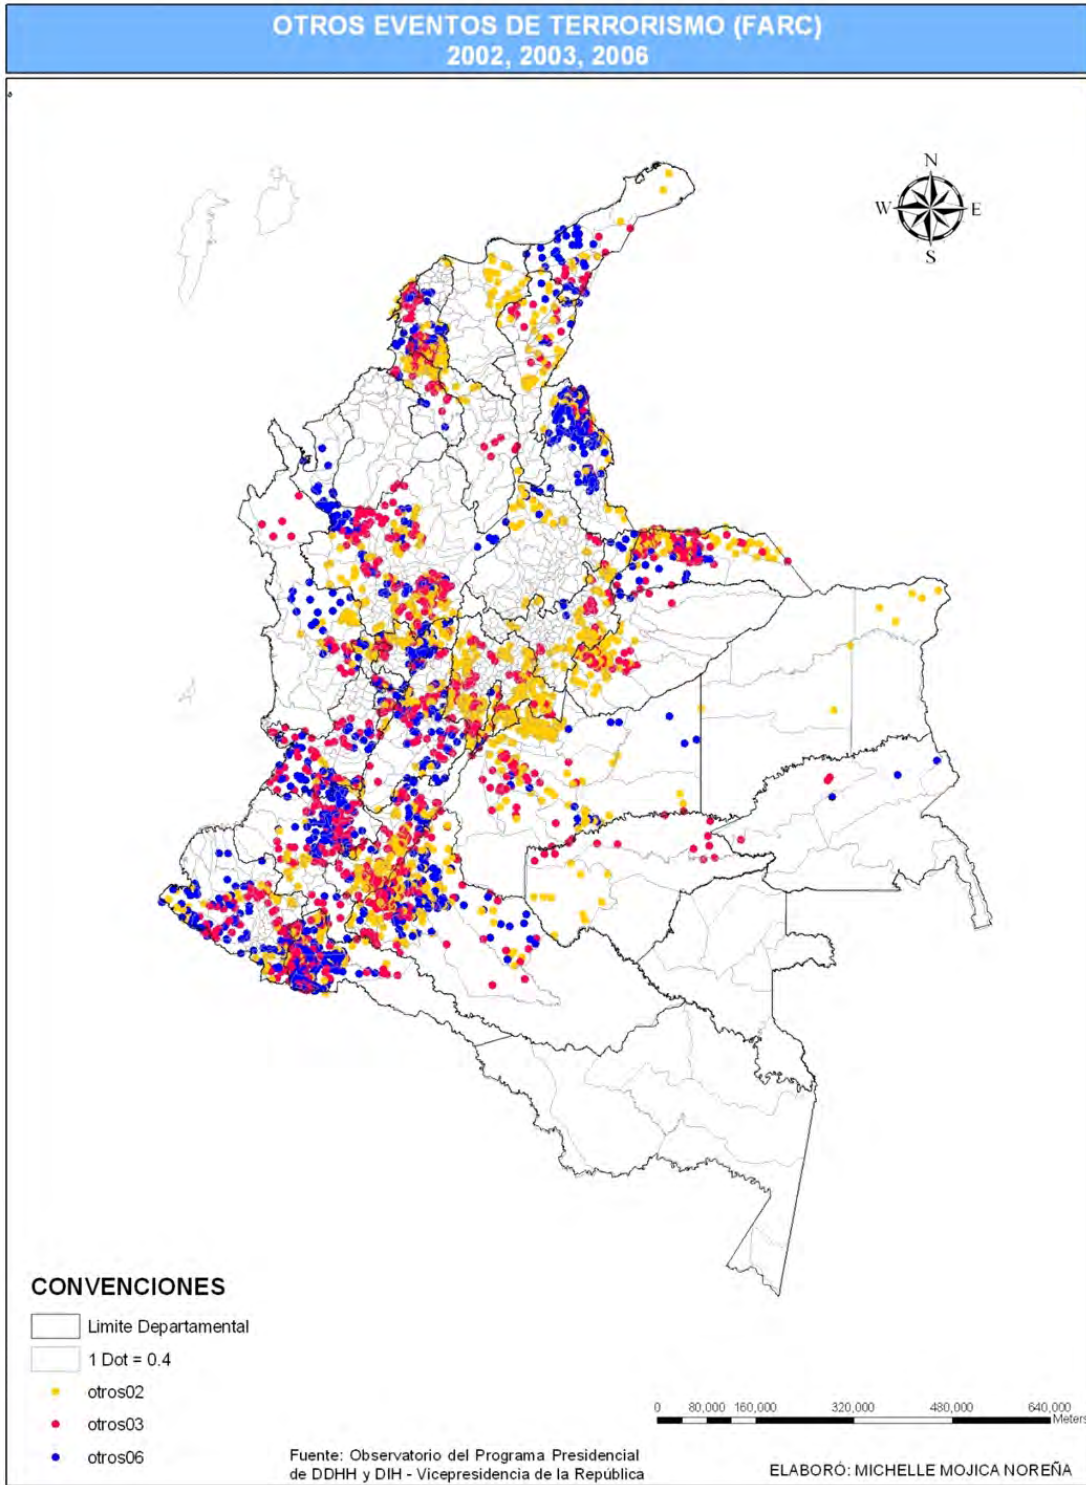 OTROS EVENTOS DE TERRORISMO (FARC)
2002, 2003, 2006
N
W E
S
CONVENCIONES
Limite Departamental
1 Dot = 0.4
otros02
otros03
otros06
0 80,000 160,000 320,000 480,000 640,000
Meters
Fuente: Observatorio del Programa Presidencial
de DDHH y DIH - Vicepresidencia de la República
ELABORÓ: MICHELLE MOJICA NOREÑA